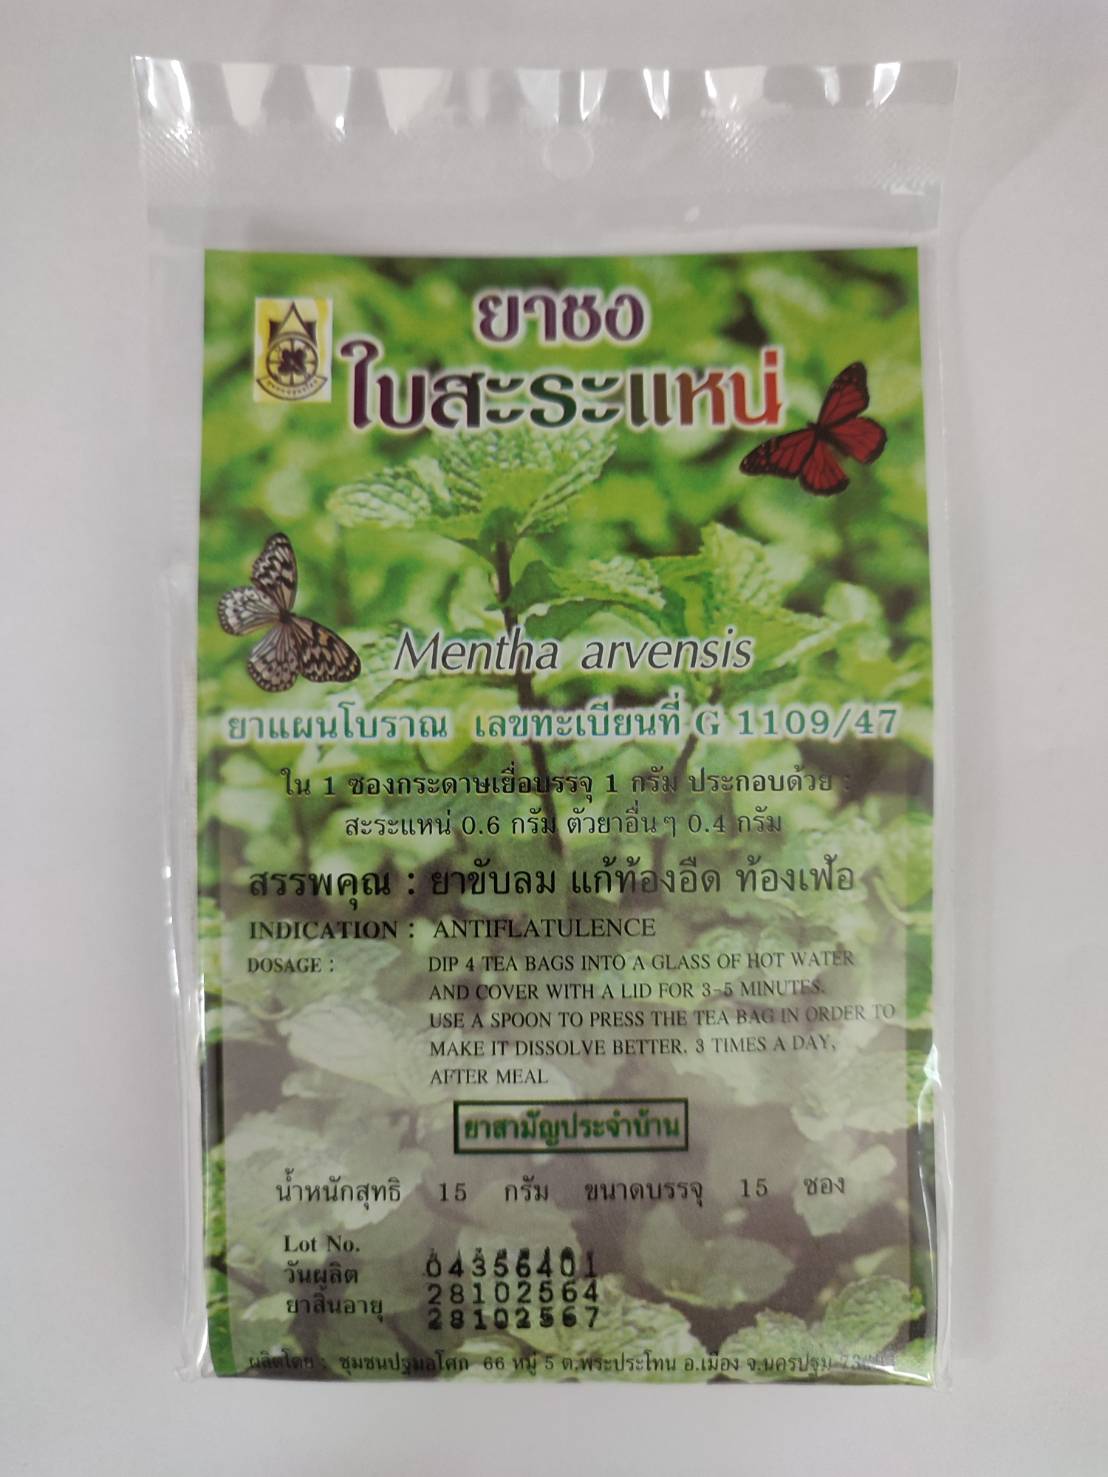 ยาชง
ใบสะระแหน่
Mentha arvensis
ยาแผนโบราณ เลขทะเบียนที่ G 1109/47
ใน 1 ซองกระดาษเยื่อบรรจุ 1 กรัม ประกอบด้วย :
สะระแหน่ 0.6 กรัม ตัวยาอื่นๆ 0.4 กรัม
สรรพคุณ : ยาขับลม แก้ท้องอืด ท้องเฟ้อ
INDICATION : ANTIFLATULENCE
DOSAGE : DIP 4 TEA BAGS INTO A GLASS OF HOT WATER
AND COVER WITH A LID FOR 3-5 MINUTES.
USE A SPOON TO PRESS THE TEA BAG IN ORDER TO
MAKE IT DISSOLVE BETTER. 3 TIMES A DAY,
AFTER MEAL
ยาสามัญประจำบ้าน
น้ำหนักสุทธิ 15 กรัม ขนาดบรรจุ 15 ซอง
Lot No. 04356401
วันผลิต 28102564
ยาสิ้นอายุ 28102567
ผลิตโดย : ชุมชนปฐมอโศก 66 หมู่ 5 ต.พระประโทน อ.เมือง จ.นครปฐม